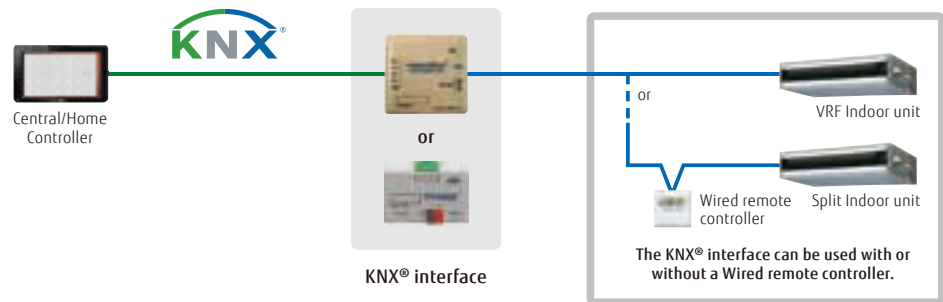 KNX®
Central/Home
Controller
or
KNX® interface
or
VRF Indoor unit
Wired remote
controller
Split Indoor unit
The KNX® interface can be used with or
without a Wired remote controller.